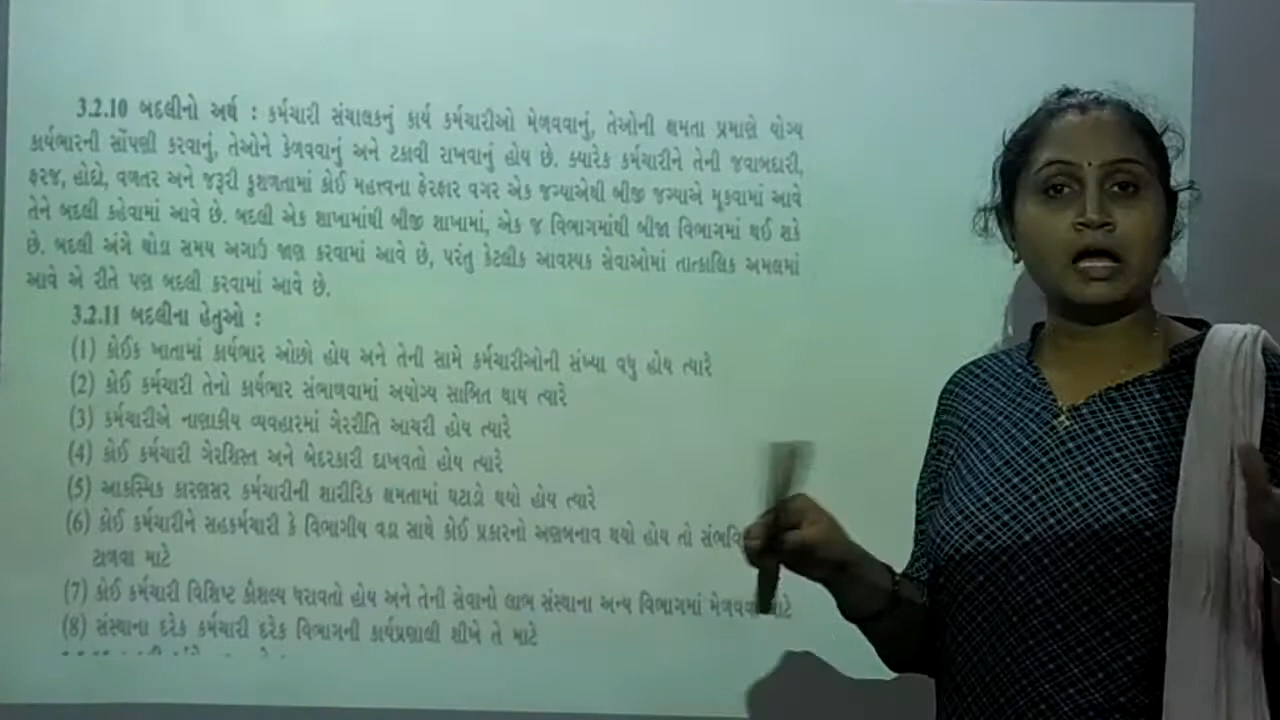 3.2.10 બદલીનો અર્થ : કર્મચારી સંચાલકનું કાર્ય કર્મચારીઓ મેળવવાનું, તેઓની ક્ષમતા પ્રમાણે યોગ્ય
કાર્યભારની સોંપણી કરવાનું, તેઓને કેળવવાનું અને ટકાવી રાખવાનું હોય છે. ક્યારેક કર્મચારીને તેની જવાબદારી,
ફરજ, હોદ્દો, વળતર અને જરૂરી કુશળતામાં કોઈ મહત્ત્વના ફેરફાર વગર એક જગ્યાએથી બીજી જગ્યાએ મૂકવામાં આવે
તેને બદલી કહેવામાં આવે છે. બદલી એક શાખામાંથી બીજી શાખામાં, એક જ વિભાગમાંથી બીજા વિભાગમાં થઈ શકે
છે. બદલી અંગે થોડા સમય અગાઉ જાણ કરવામાં આવે છે, પરંતુ કેટલીક આવશ્યક સેવાઓમાં તાત્કાલિક અમલમાં
આવે એ રીતે પણ બદલી કરવામાં આવે છે.
3.2.11 બદલીના હેતુઓ :
(1) કોઈક ખાતામાં કાર્યભાર ઓછો હોય અને તેની સામે કર્મચારીઓની સંખ્યા વધુ હોય ત્યારે
(2) કોઈ કર્મચારી તેનો કાર્યભાર સંભાળવામાં અયોગ્ય સાબિત થાય ત્યારે
(3) કર્મચારીએ નાણાકીય વ્યવહારમાં ગેરરીતિ આચરી હોય ત્યારે
(4) કોઈ કર્મચારી ગેરશિસ્ત અને બેદરકારી દાખવતો હોય ત્યારે
(5) આકસ્મિક કારણસર કર્મચારીની શારીરિક ક્ષમતામાં ઘટાડો થયો હોય ત્યારે
(6) કોઈ કર્મચારીને સહકર્મચારી કે વિભાગીય વડા સાથે કોઈ પ્રકારનો અણબનાવ થયો હોય તો
ટાળવા માટે
(7) કોઈ કર્મચારી વિશિષ્ટ કૌશલ્ય ધરાવતો હોય અને તેની સેવાનો લાભ સંસ્થાના અન્ય વિભાગમાં મેળવવા માટે
(8) સંસ્થાના દરેક કર્મચારી દરેક વિભાગની કાર્યપ્રણાલી શીખે તે માટે